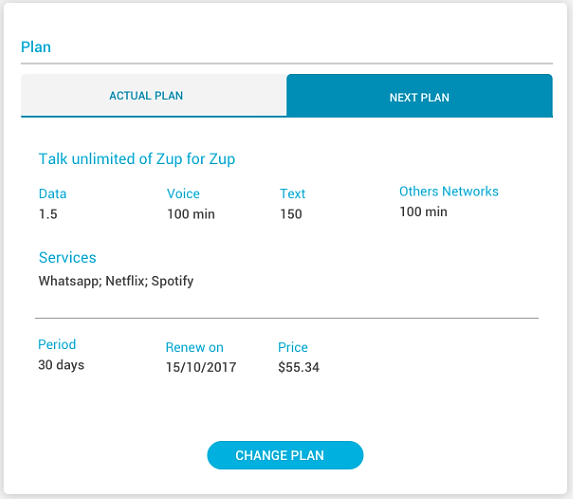 Plan
ACTUAL PLAN NEXT PLAN
Talk unlimited of Zup for Zup
Data Voice Text Others Networks
1.5 100 min 150 100 min
Services
Whatsapp; Netflix; Spotify
Period Renew on Price
30 days 15/10/2017 $55.34
CHANGE PLAN